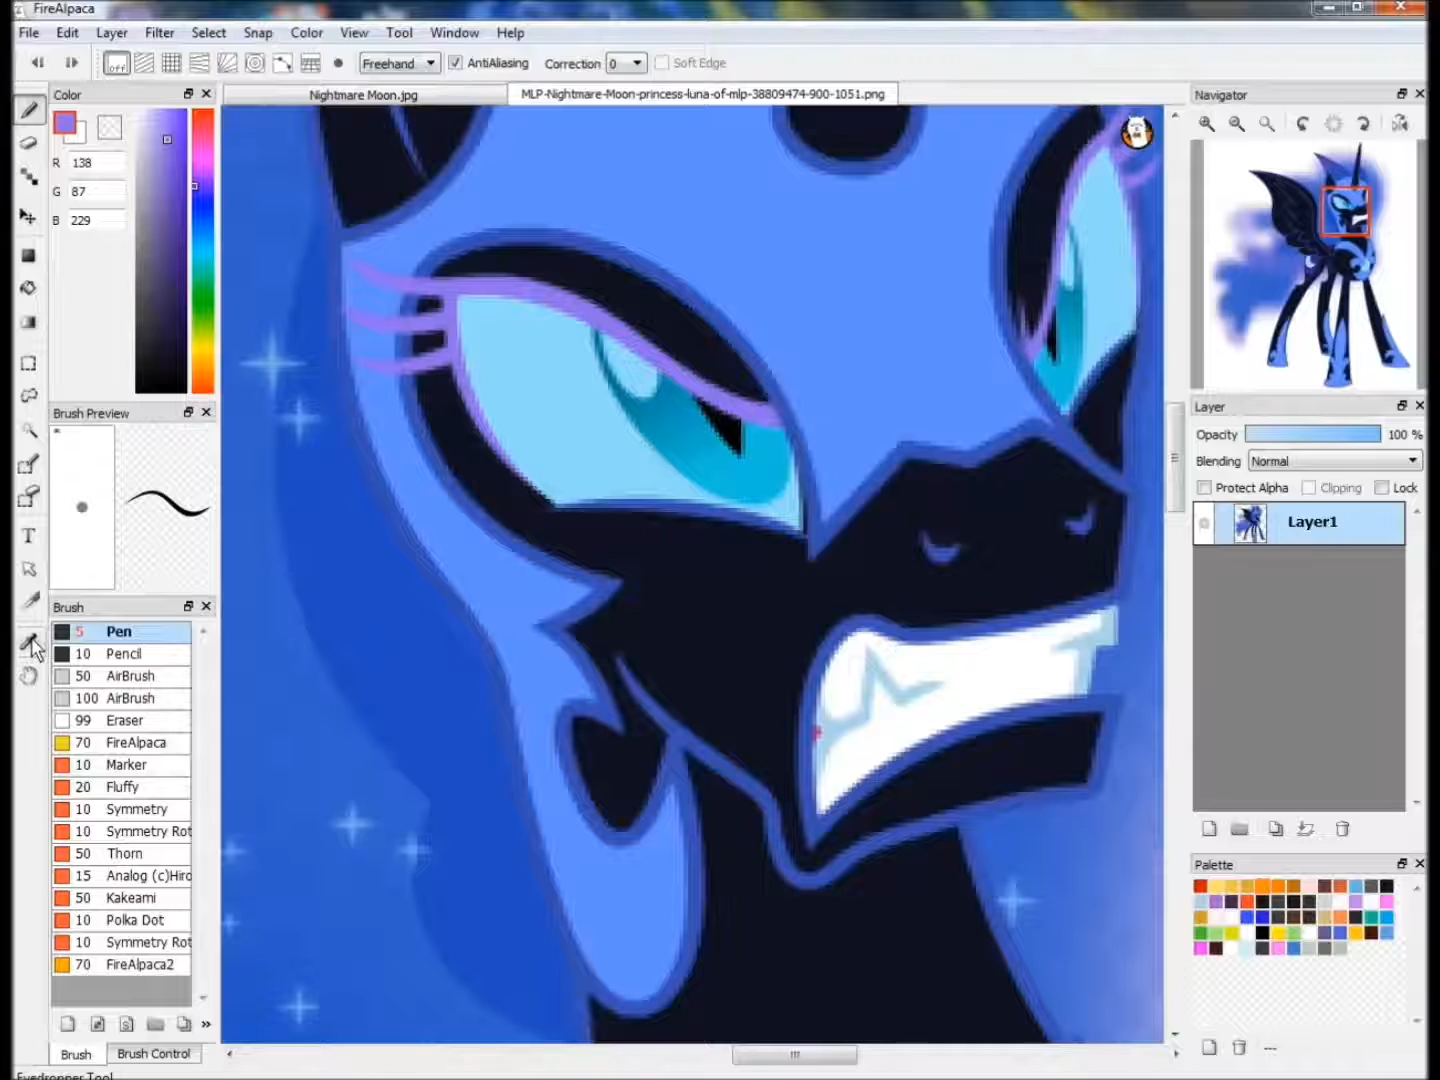 FireAlpaca
File Edit Layer Filter Select Snap Color View Tool Window Help
off Freehand AntiAliasing Correction 0 Soft Edge
Color
Nightmare Moon.jpg
MLP-Nightmare-Moon-princess-luna-of-mlp-38809474-900-1051.png
Navigator
R 138
G 87
B 229
Brush Preview
Layer
Opacity 100 %
Blending Normal
Protect Alpha Clipping Lock
Layer1
T
Brush
5 Pen
10 Pencil
50 AirBrush
100 AirBrush
99 Eraser
70 FireAlpaca
10 Marker
20 Fluffy
10 Symmetry
10 Symmetry Rot
50 Thorn
15 Analog (c)Hiro
50 Kakeami
10 Polka Dot
10 Symmetry Rot
70 FireAlpaca2
Palette
Brush Brush Control
Eyedropper Tool